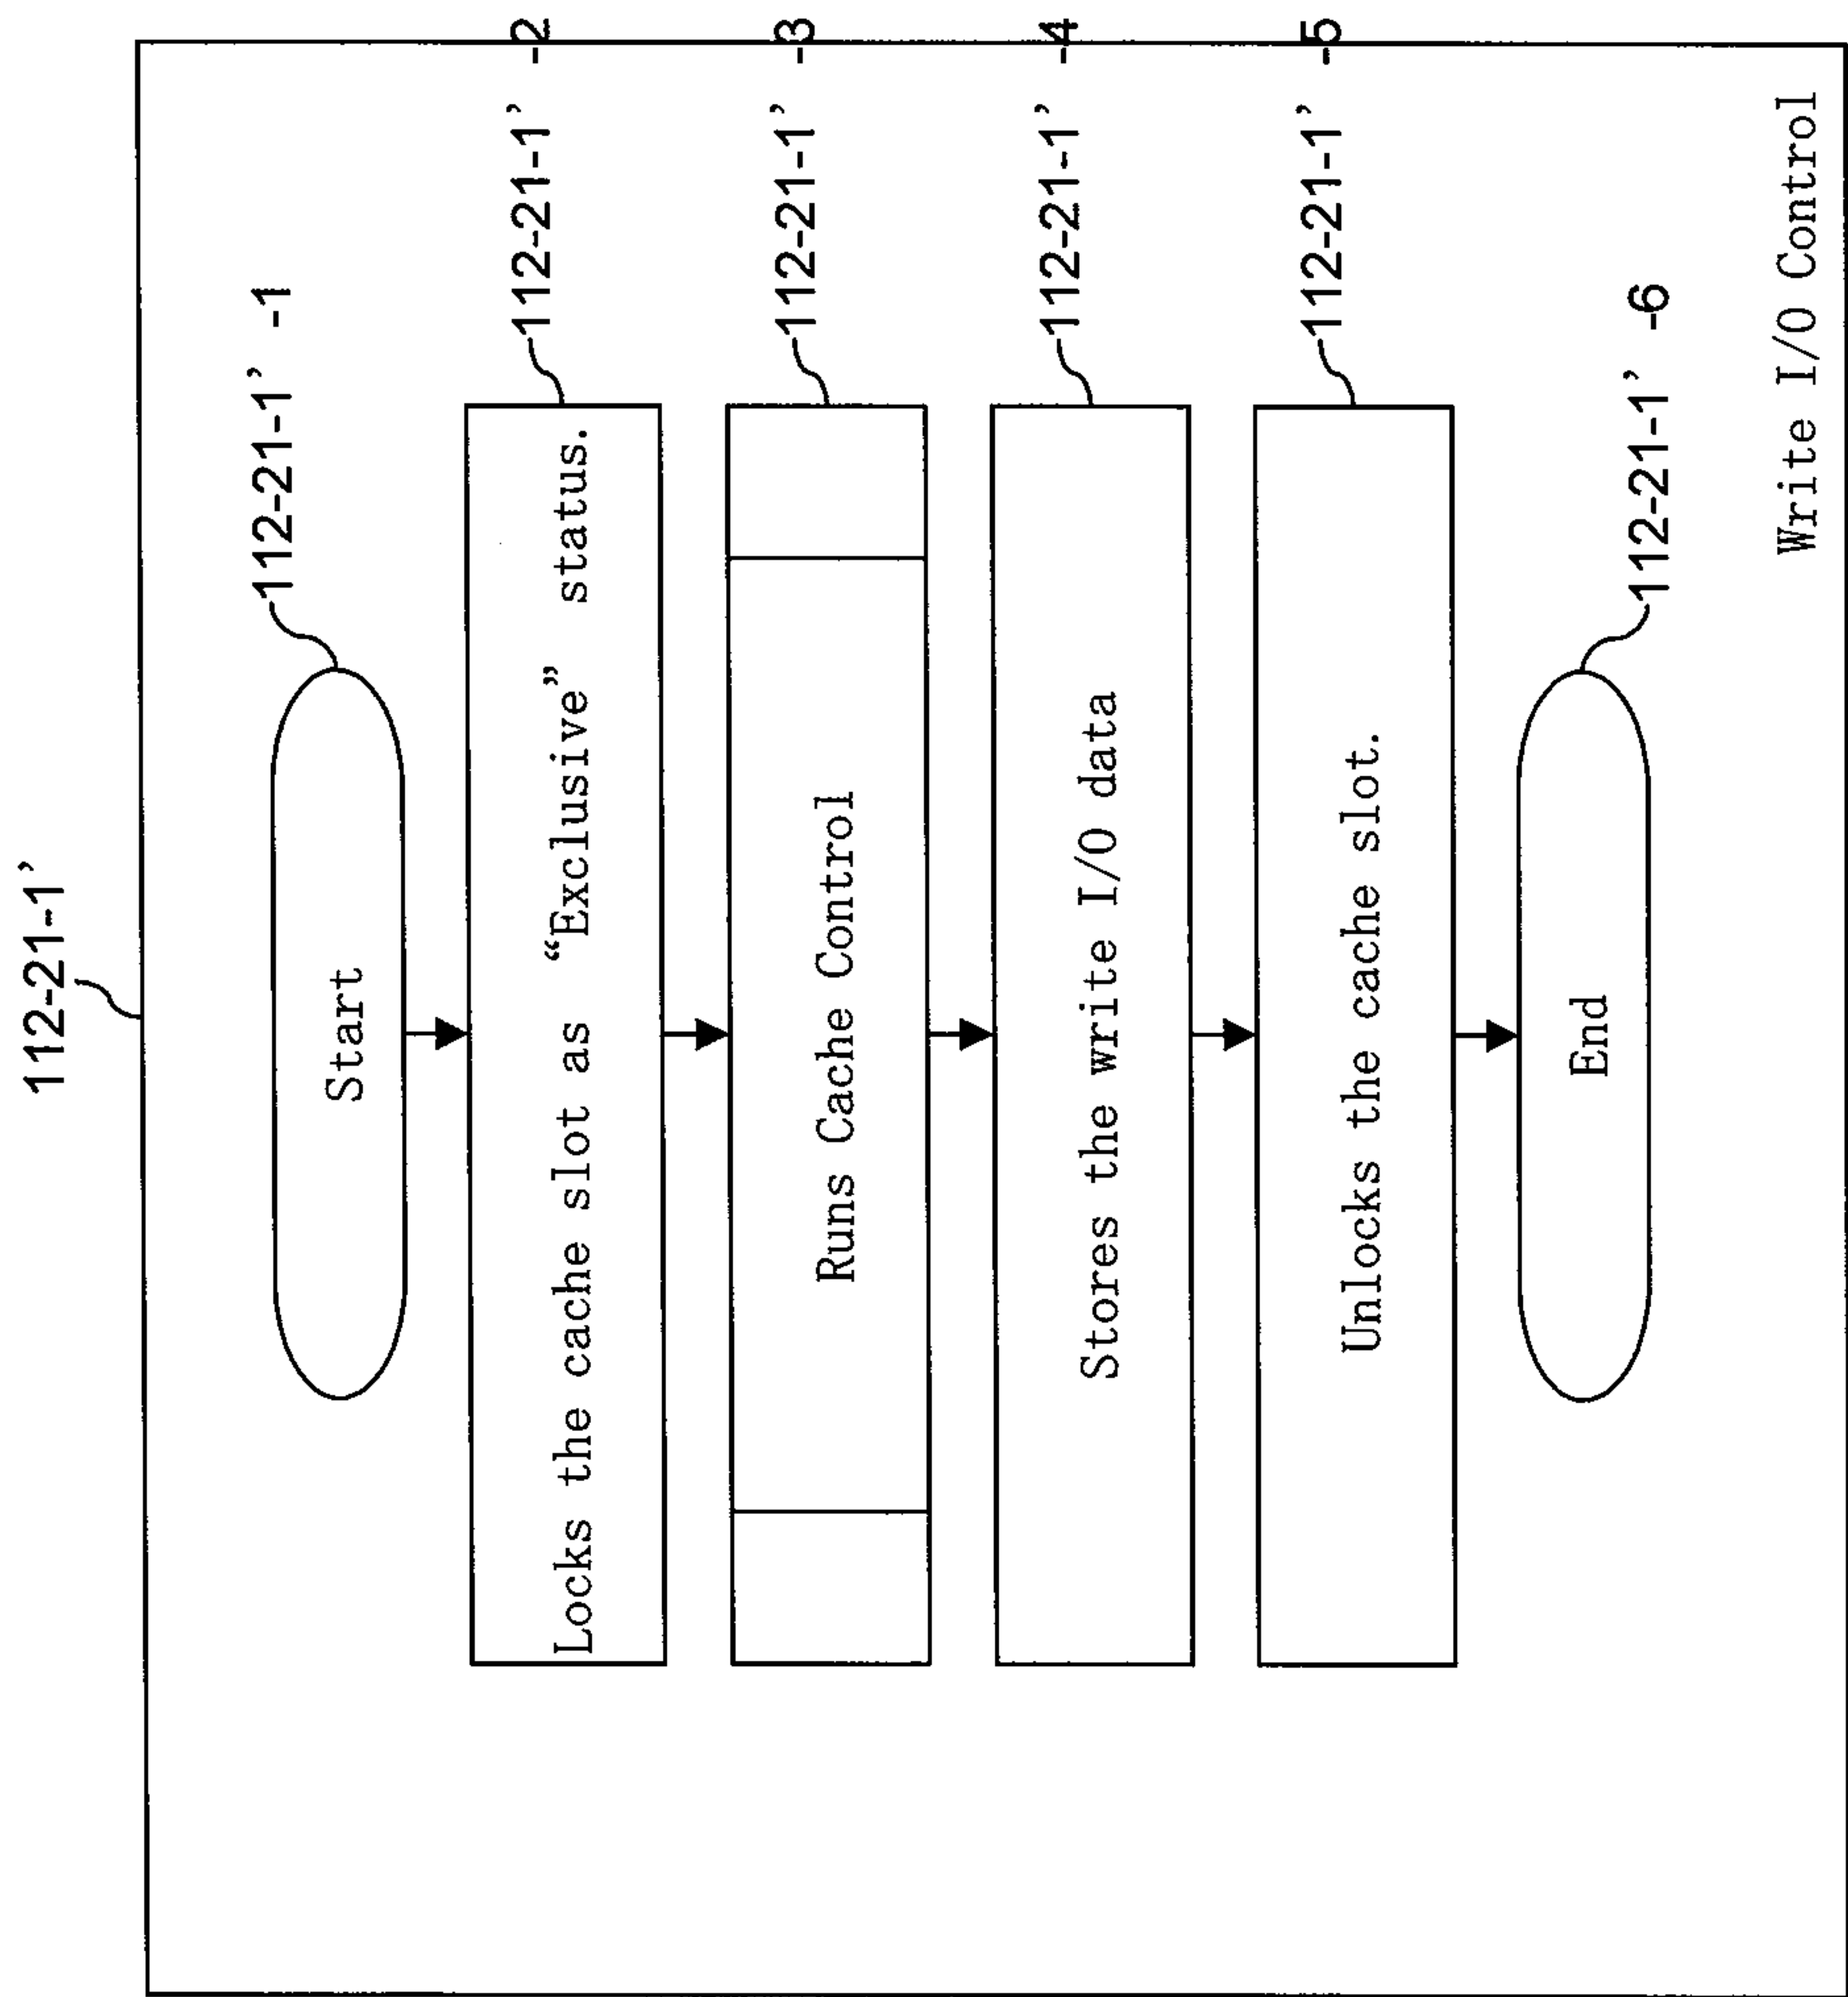 112-21-1’
112-21-1’ -1
Start
112-21-1’ -2
Locks the cache slot as “Exclusive” status.
112-21-1’ -3
Runs Cache Control
112-21-1’ -4
Stores the write I/O data
112-21-1’ -5
Unlocks the cache slot.
112-21-1’ -6
End
Write I/O Control